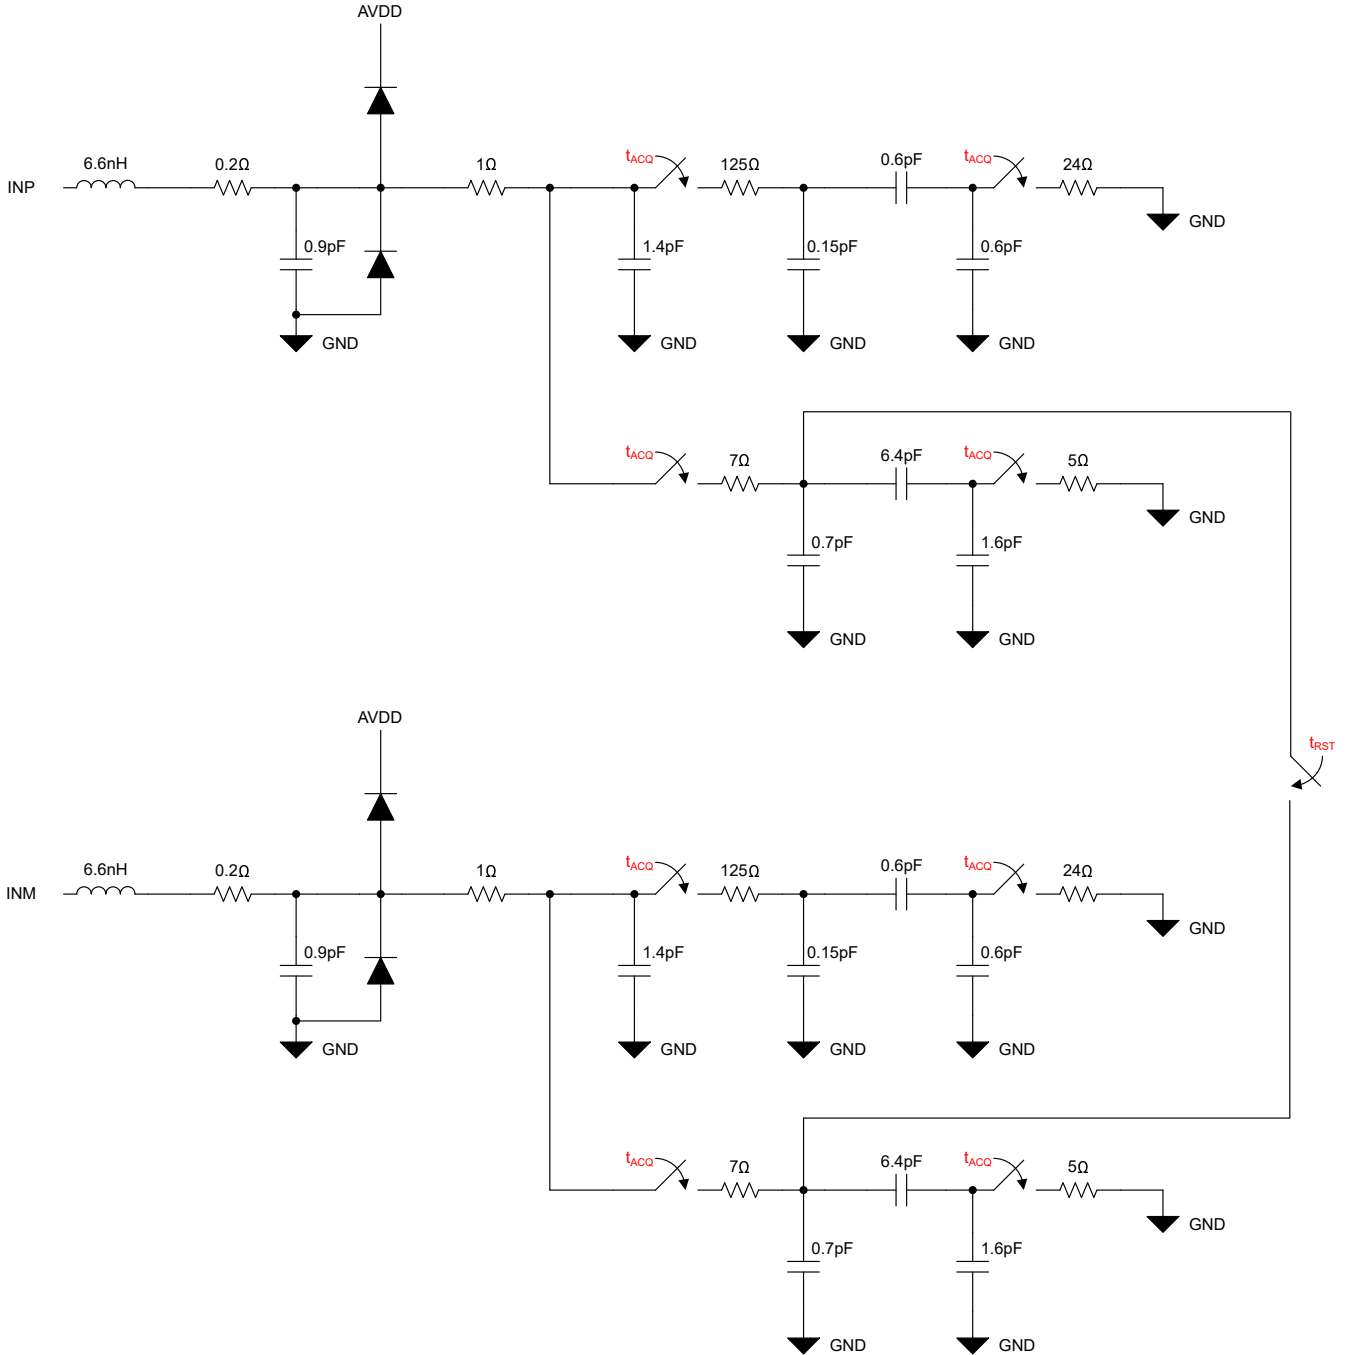 AVDD
6.6nH 0.2Ω 1Ω tACQ 125Ω 0.6pF tACQ 24Ω
INP
GND
0.9pF 1.4pF 0.15pF 0.6pF
GND GND GND GND
tACQ 7Ω 6.4pF tACQ 5Ω
GND
0.7pF 1.6pF
GND GND
AVDD
tRST
6.6nH 0.2Ω 1Ω tACQ 125Ω 0.6pF tACQ 24Ω
INM
GND
0.9pF 1.4pF 0.15pF 0.6pF
GND GND GND GND
tACQ 7Ω 6.4pF tACQ 5Ω
GND
0.7pF 1.6pF
GND GND